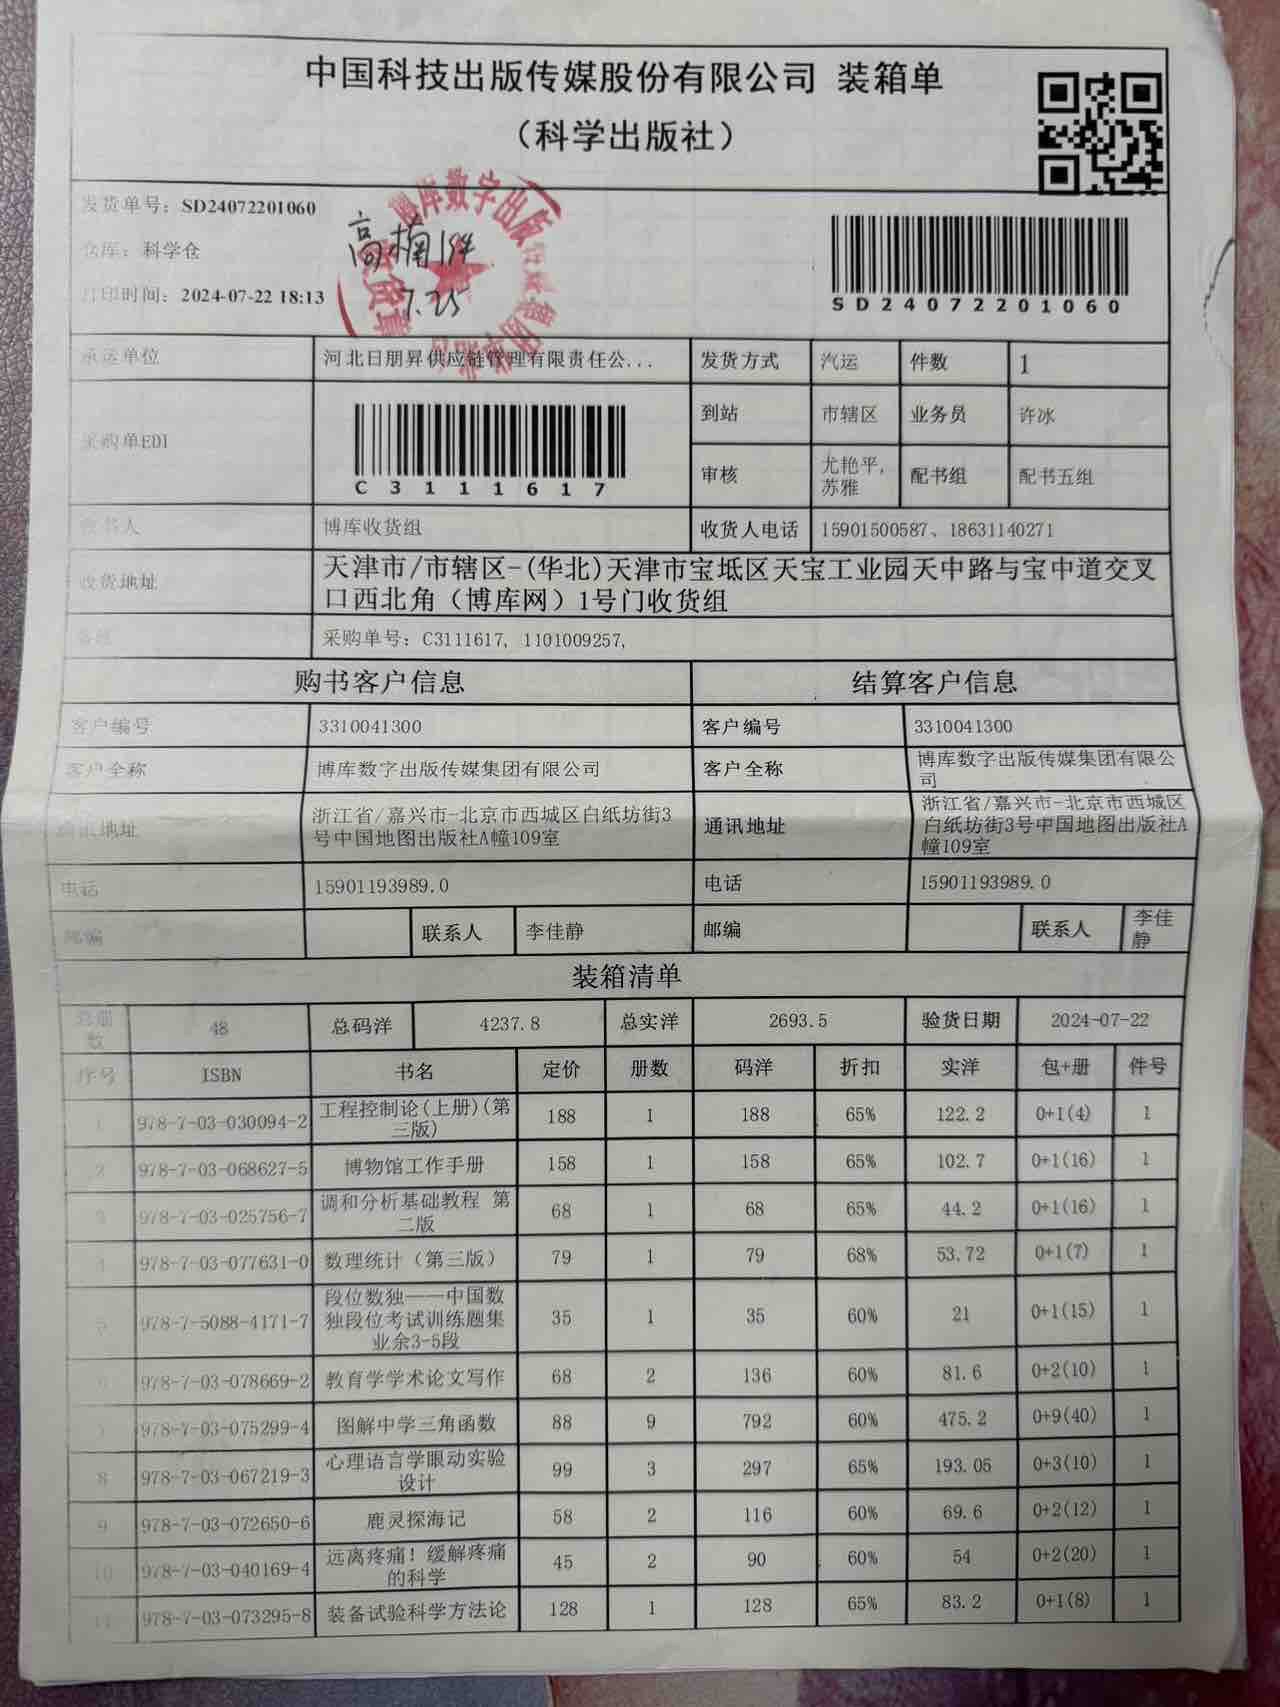 中国科技出版传媒股份有限公司 装箱单
（科学出版社）
发货单号：SD24072201060
仓库：科学仓
打印时间：2024-07-22 18:13
高楠 1件
7.25
博库数字出版
SD24072201060
承运单位 河北日朋昇供应链管理有限责任公... 发货方式 汽运 件数 1
采购单EDI C3111617 到站 市辖区 业务员 许冰
审核 尤艳平, 苏雅 配书组 配书五组
收书人 博库收货组 收货人电话 15901500587、18631140271
收货地址 天津市/市辖区-(华北)天津市宝坻区天宝工业园天中路与宝中道交叉
口西北角（博库网）1号门收货组
备注 采购单号：C3111617, 1101009257,
购书客户信息 结算客户信息
客户编号 3310041300 客户编号 3310041300
客户全称 博库数字出版传媒集团有限公司 客户全称 博库数字出版传媒集团有限公司
通讯地址 浙江省/嘉兴市-北京市西城区白纸坊街3号中国地图出版社A幢109室 通讯地址 浙江省/嘉兴市-北京市西城区白纸坊街3号中国地图出版社A幢109室
电话 15901193989.0 电话 15901193989.0
邮编 联系人 李佳静 邮编 联系人 李佳静
装箱清单
总册数 48 总码洋 4237.8 总实洋 2693.5 验货日期 2024-07-22
序号 ISBN 书名 定价 册数 码洋 折扣 实洋 包+册 件号
1 978-7-03-030094-2 工程控制论(上册)(第三版) 188 1 188 65% 122.2 0+1(4) 1
2 978-7-03-068627-5 博物馆工作手册 158 1 158 65% 102.7 0+1(16) 1
3 978-7-03-025756-7 调和分析基础教程 第二版 68 1 68 65% 44.2 0+1(16) 1
4 978-7-03-077631-0 数理统计（第三版） 79 1 79 68% 53.72 0+1(7) 1
5 978-7-5088-4171-7 段位数独——中国数独段位考试训练题集 业余3-5段 35 1 35 60% 21 0+1(15) 1
6 978-7-03-078669-2 教育学学术论文写作 68 2 136 60% 81.6 0+2(10) 1
7 978-7-03-075299-4 图解中学三角函数 88 9 792 60% 475.2 0+9(40) 1
8 978-7-03-067219-3 心理语言学眼动实验设计 99 3 297 65% 193.05 0+3(10) 1
9 978-7-03-072650-6 鹿灵探海记 58 2 116 60% 69.6 0+2(12) 1
10 978-7-03-040169-4 远离疼痛！缓解疼痛的科学 45 2 90 60% 54 0+2(20) 1
11 978-7-03-073295-8 装备试验科学方法论 128 1 128 65% 83.2 0+1(8) 1